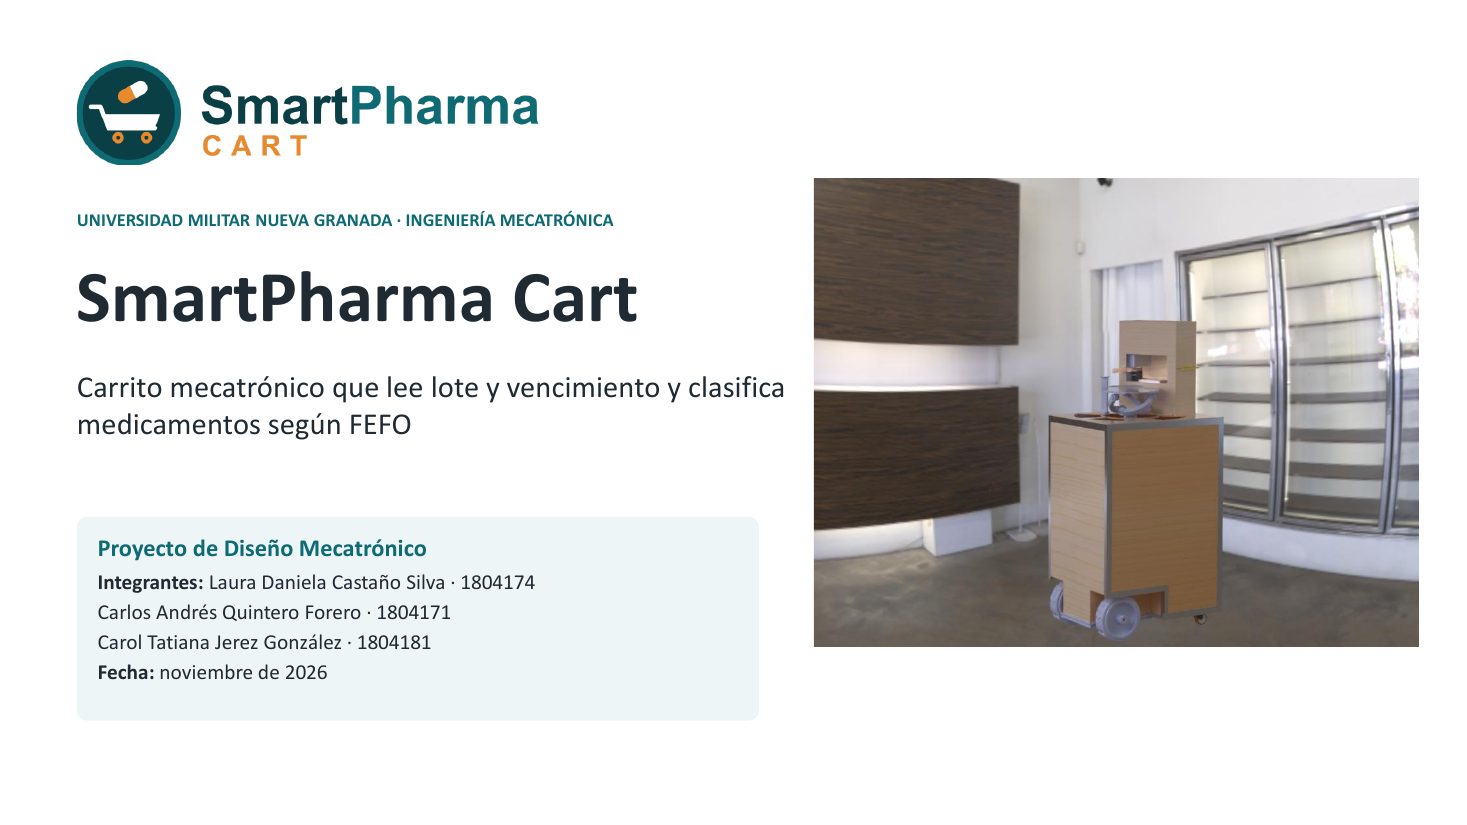 SmartPharma
CART
UNIVERSIDAD MILITAR NUEVA GRANADA · INGENIERÍA MECATRÓNICA
SmartPharma Cart
Carrito mecatrónico que lee lote y vencimiento y clasifica
medicamentos según FEFO
Proyecto de Diseño Mecatrónico
Integrantes: Laura Daniela Castaño Silva · 1804174
Carlos Andrés Quintero Forero · 1804171
Carol Tatiana Jerez González · 1804181
Fecha: noviembre de 2026